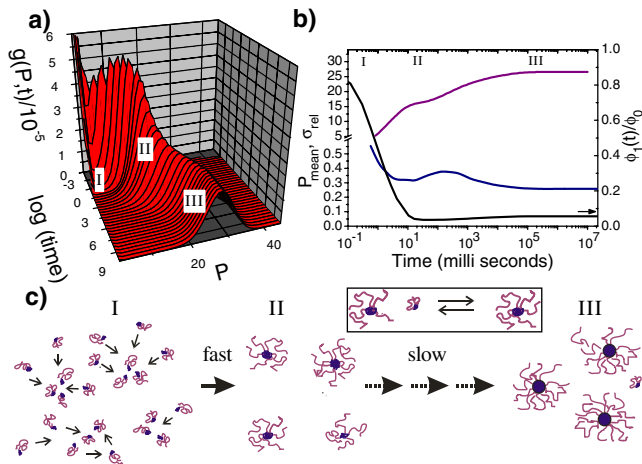 a)
g(P,t)/10^-5
6
5
4
3
2
1
0
-3
0
3
6
9
log (time)
20
40
P
I
II
III
b)
P_mean, σ_rel
30
25
20
15
10
5
0.5
0.4
0.3
0.2
0.1
0.0
I II III
1.0
0.8
0.6
0.4
0.2
0.0
ϕ_1(t)/ϕ_0
10^-1 10^1 10^3 10^5 10^7
Time (milli seconds)
c)
I II III
fast slow